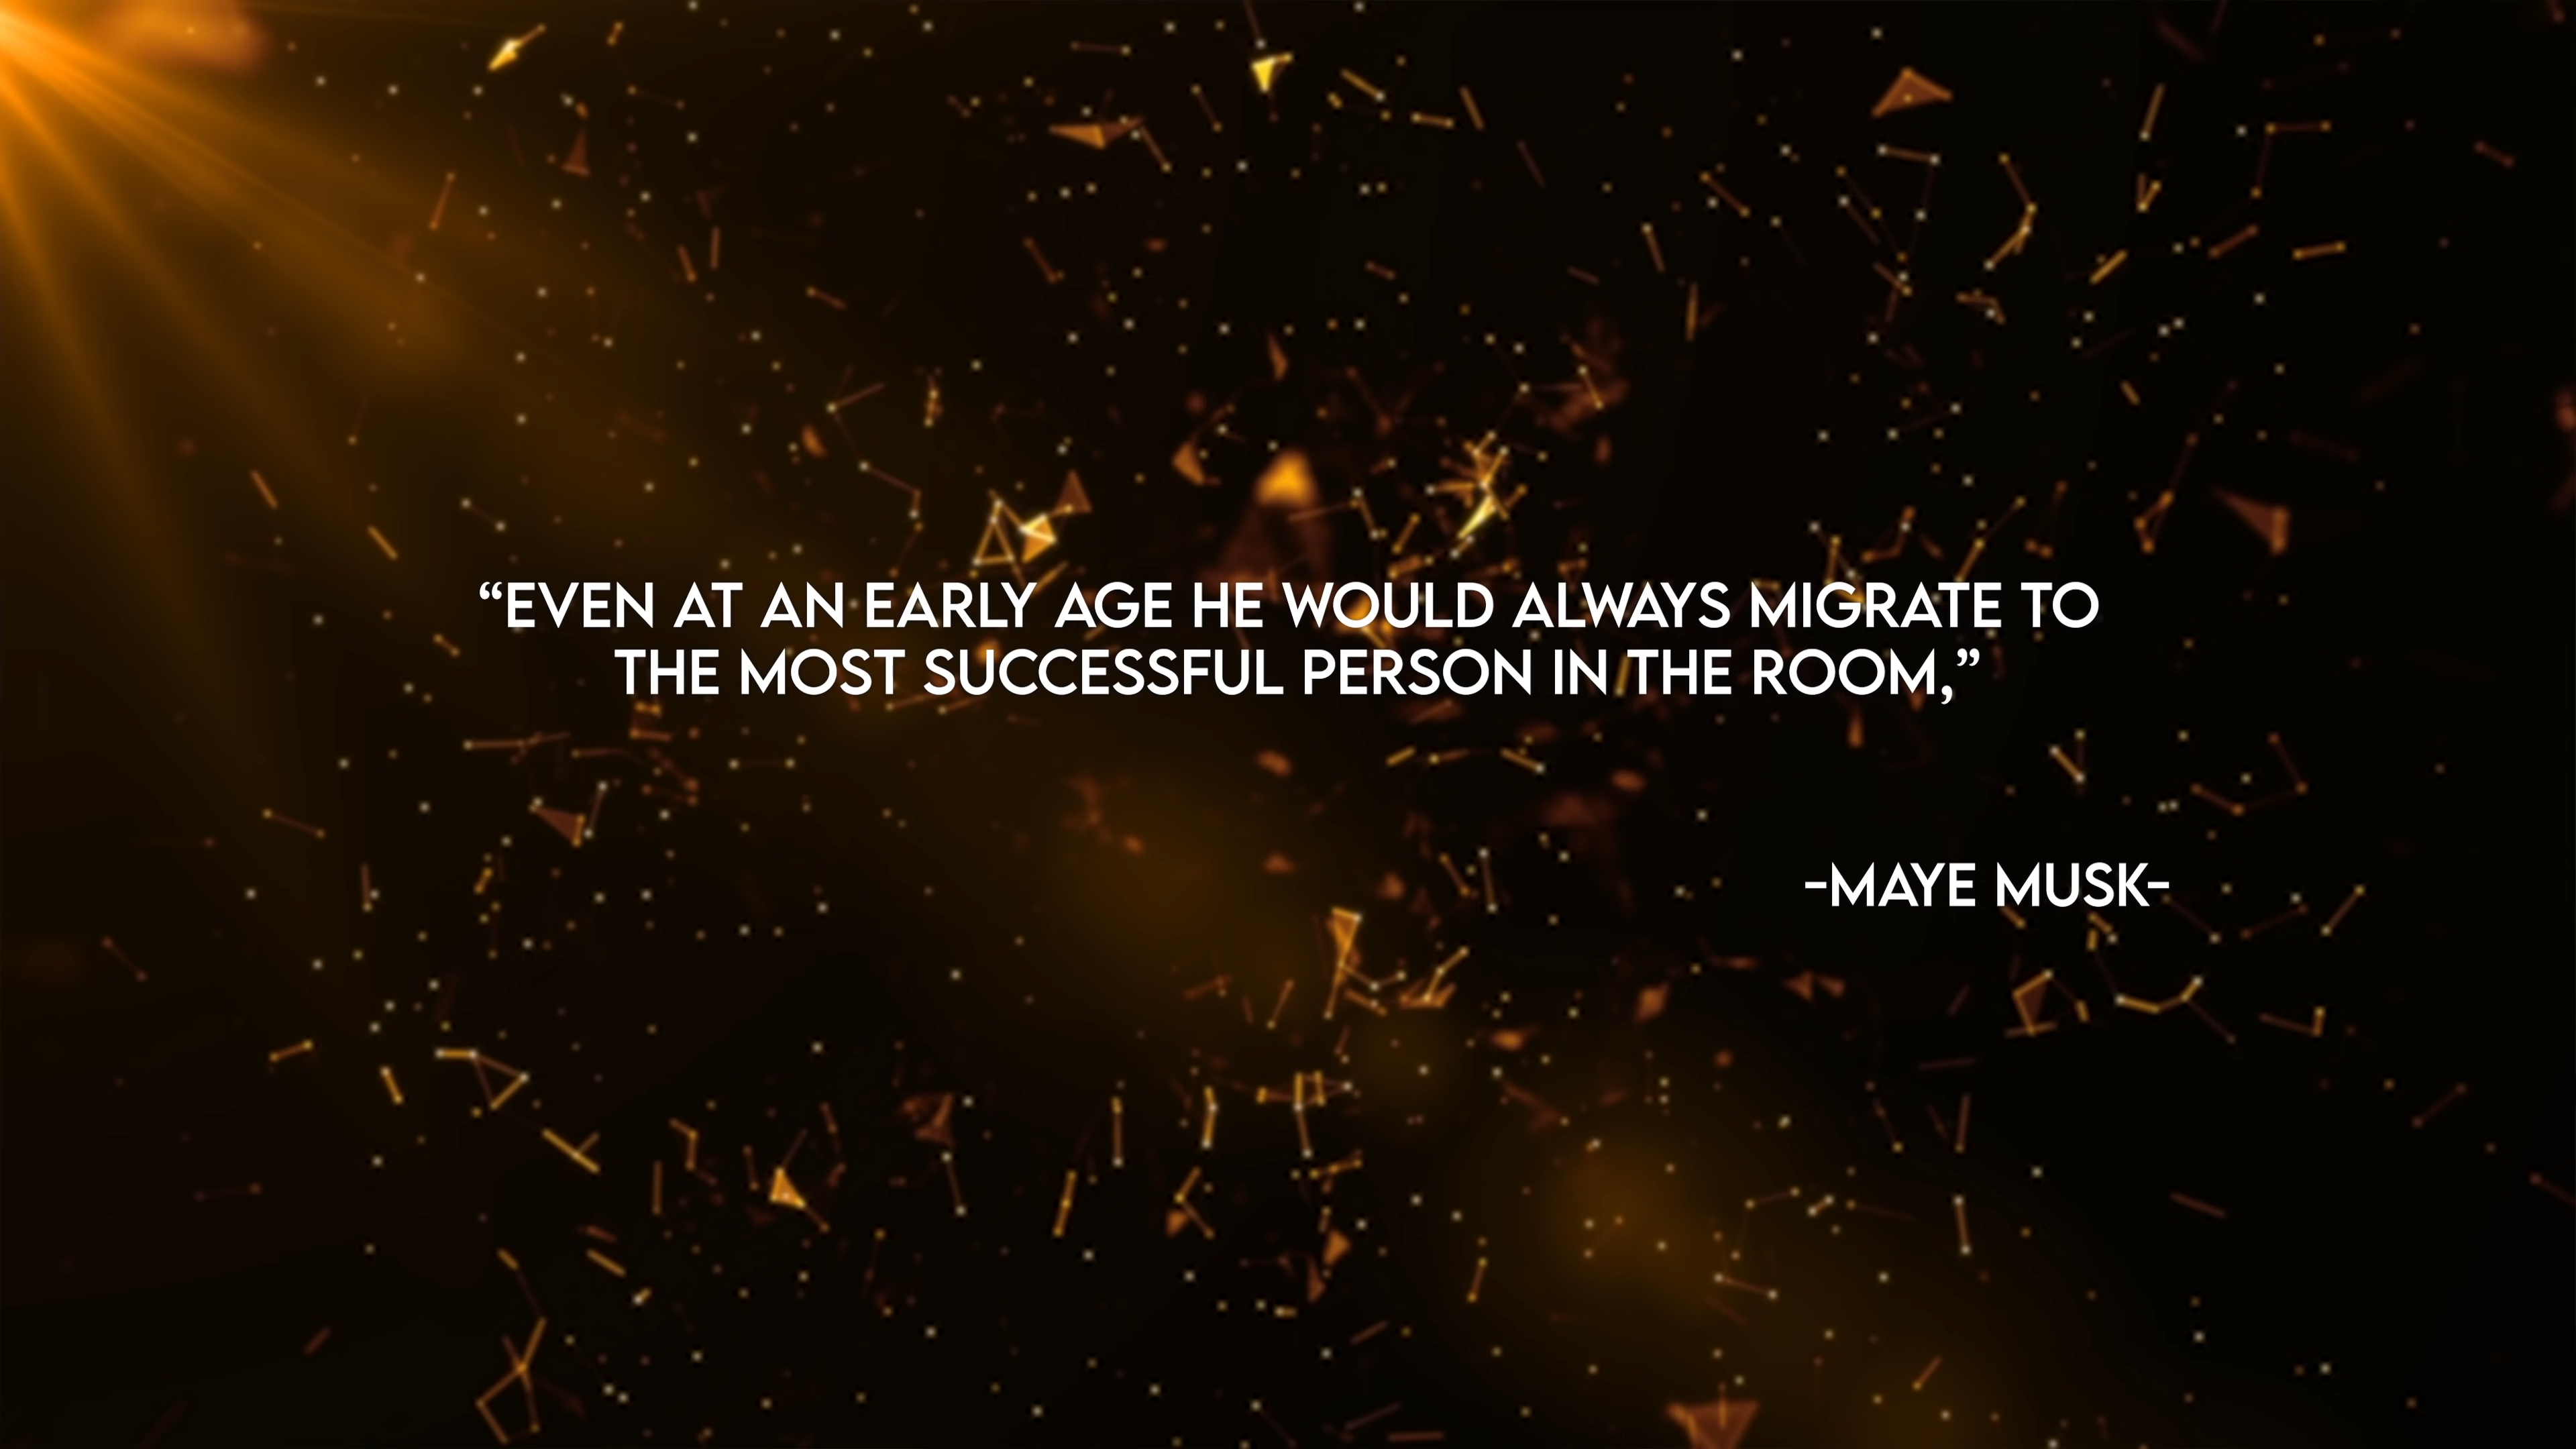 “EVEN AT AN EARLY AGE HE WOULD ALWAYS MIGRATE TO
THE MOST SUCCESSFUL PERSON IN THE ROOM,”
-MAYE MUSK-